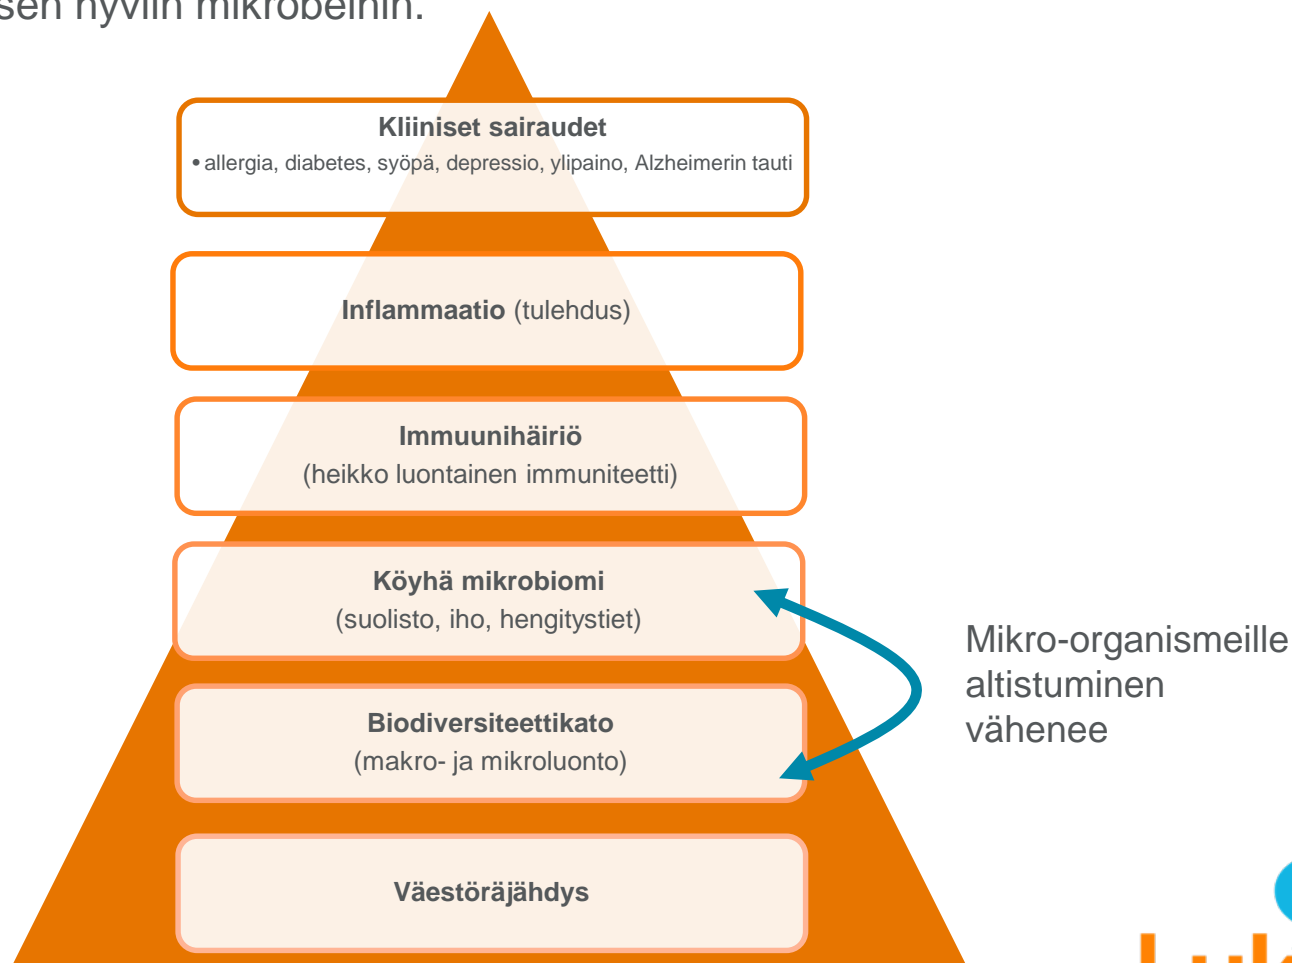 hyviin mikrobeihin.
Kliiniset sairaudet
• allergia, diabetes, syöpä, depressio, ylipaino, Alzheimerin tauti
Inflammaatio (tulehdus)
Immuunihäiriö
(heikko luontainen immuniteetti)
Köyhä mikrobiomi
(suolisto, iho, hengitystiet)
Mikro-organismeille
altistuminen
vähenee
Biodiversiteettikato
(makro- ja mikroluonto)
Väestöräjähdys